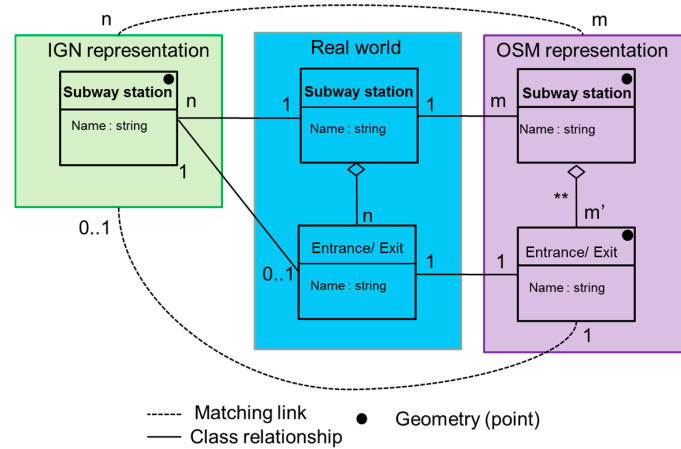 n
m
IGN representation
Real world
OSM representation
Subway station
Name : string
n
1
Subway station
Name : string
1
m
Subway station
Name : string
1
0..1
n
**
m'
0..1
Entrance/ Exit
Name : string
1
1
Entrance/ Exit
Name : string
1
Matching link
Geometry (point)
Class relationship